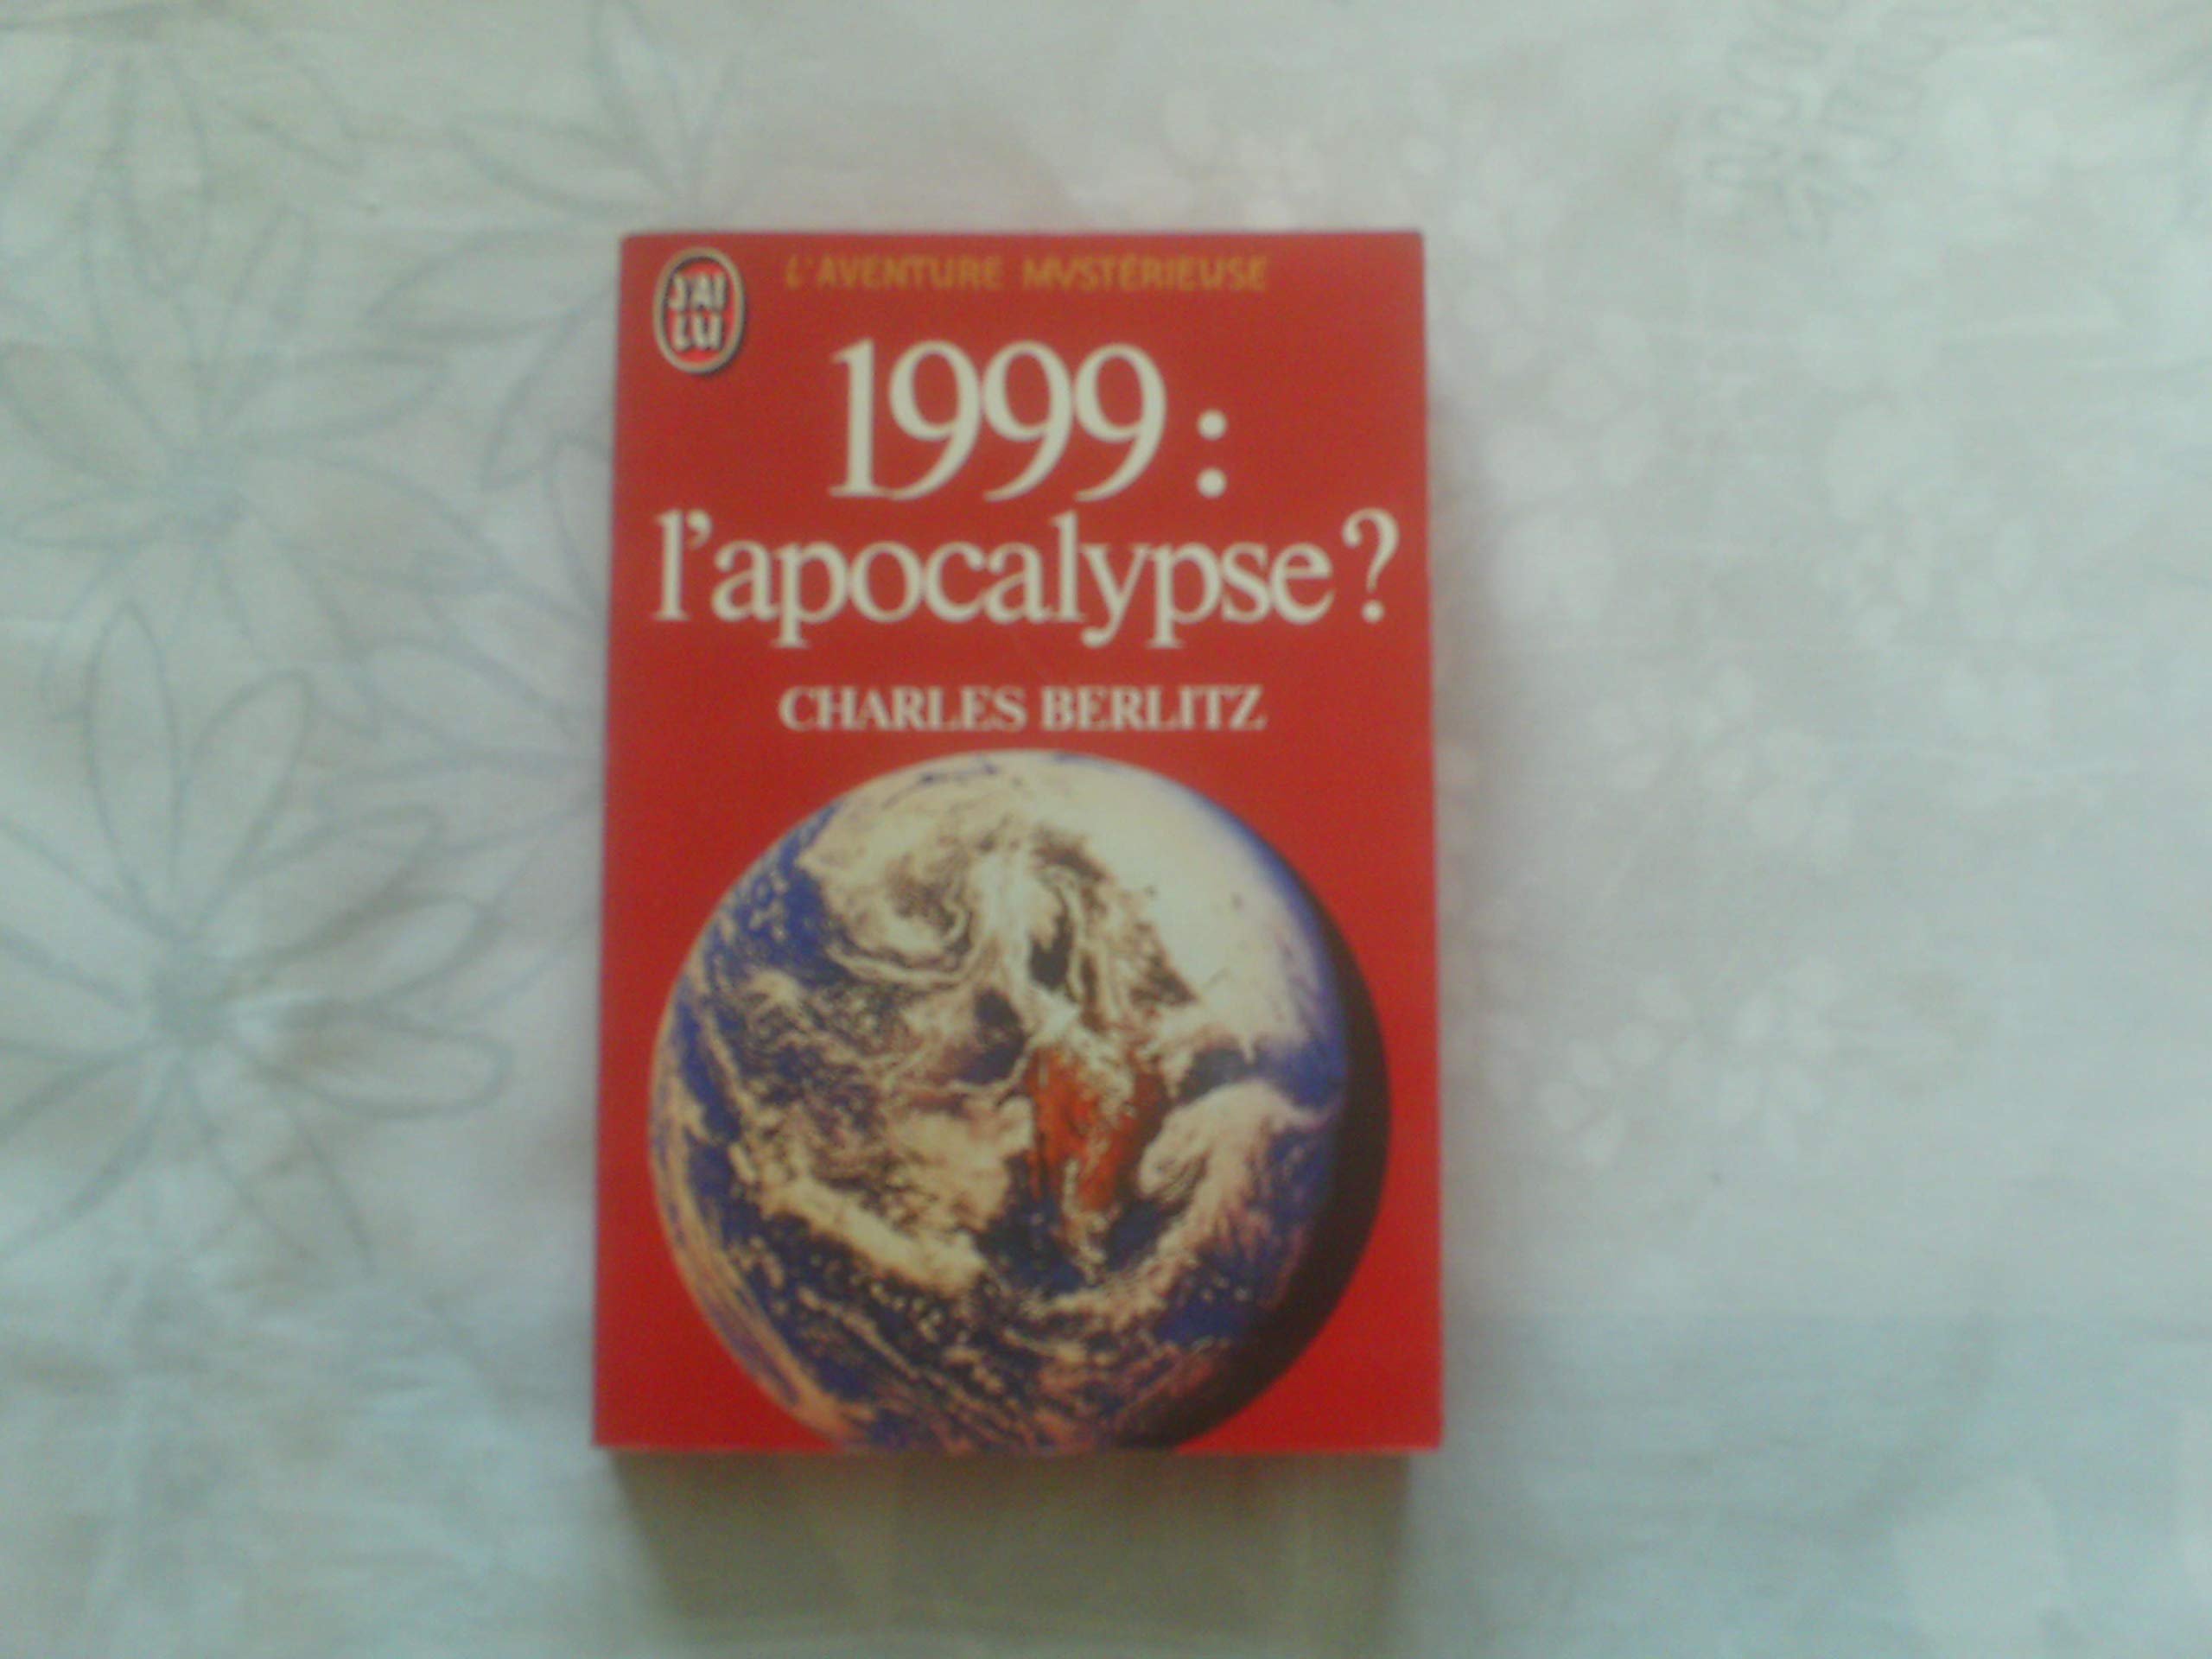 J'AI
LU
L'AVENTURE MYSTÉRIEUSE
1999 :
l'apocalypse ?
CHARLES BERLITZ